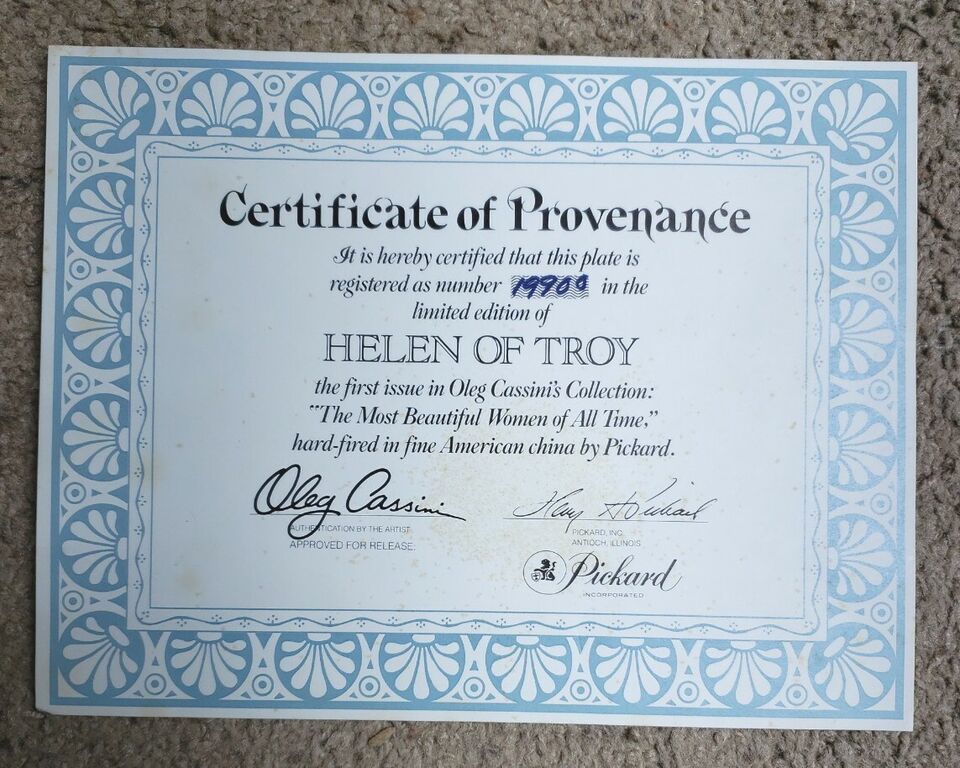 Certificate of Provenance
It is hereby certified that this plate is
registered as number 19900 in the
limited edition of
HELEN OF TROY
the first issue in Oleg Cassini's Collection:
"The Most Beautiful Women of All Time,"
hard-fired in fine American china by Pickard.
Oleg Cassini
AUTHENTICATION BY THE ARTIST
APPROVED FOR RELEASE.
PICKARD, INC.
ANTIOCH, ILLINOIS
Pickard
INCORPORATED